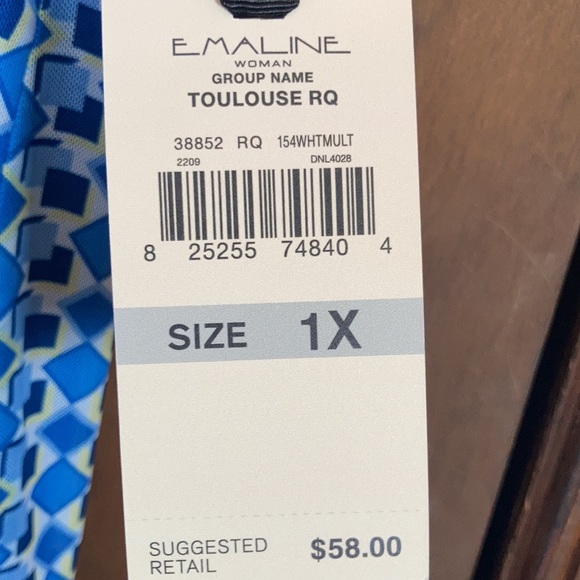 EMALINE
WOMAN
GROUP NAME
TOULOUSE RQ
38852 RQ 154WHTMULT
2209 DNL4028
8 25255 74840 4
SIZE 1X
SUGGESTED
RETAIL $58.00